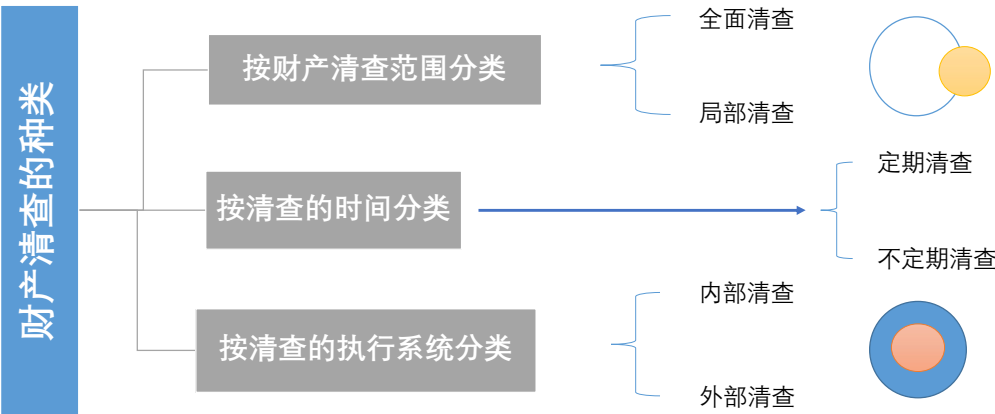 财产清查的种类
按财产清查范围分类
全面清查
局部清查
按清查的时间分类
定期清查
不定期清查
按清查的执行系统分类
内部清查
外部清查